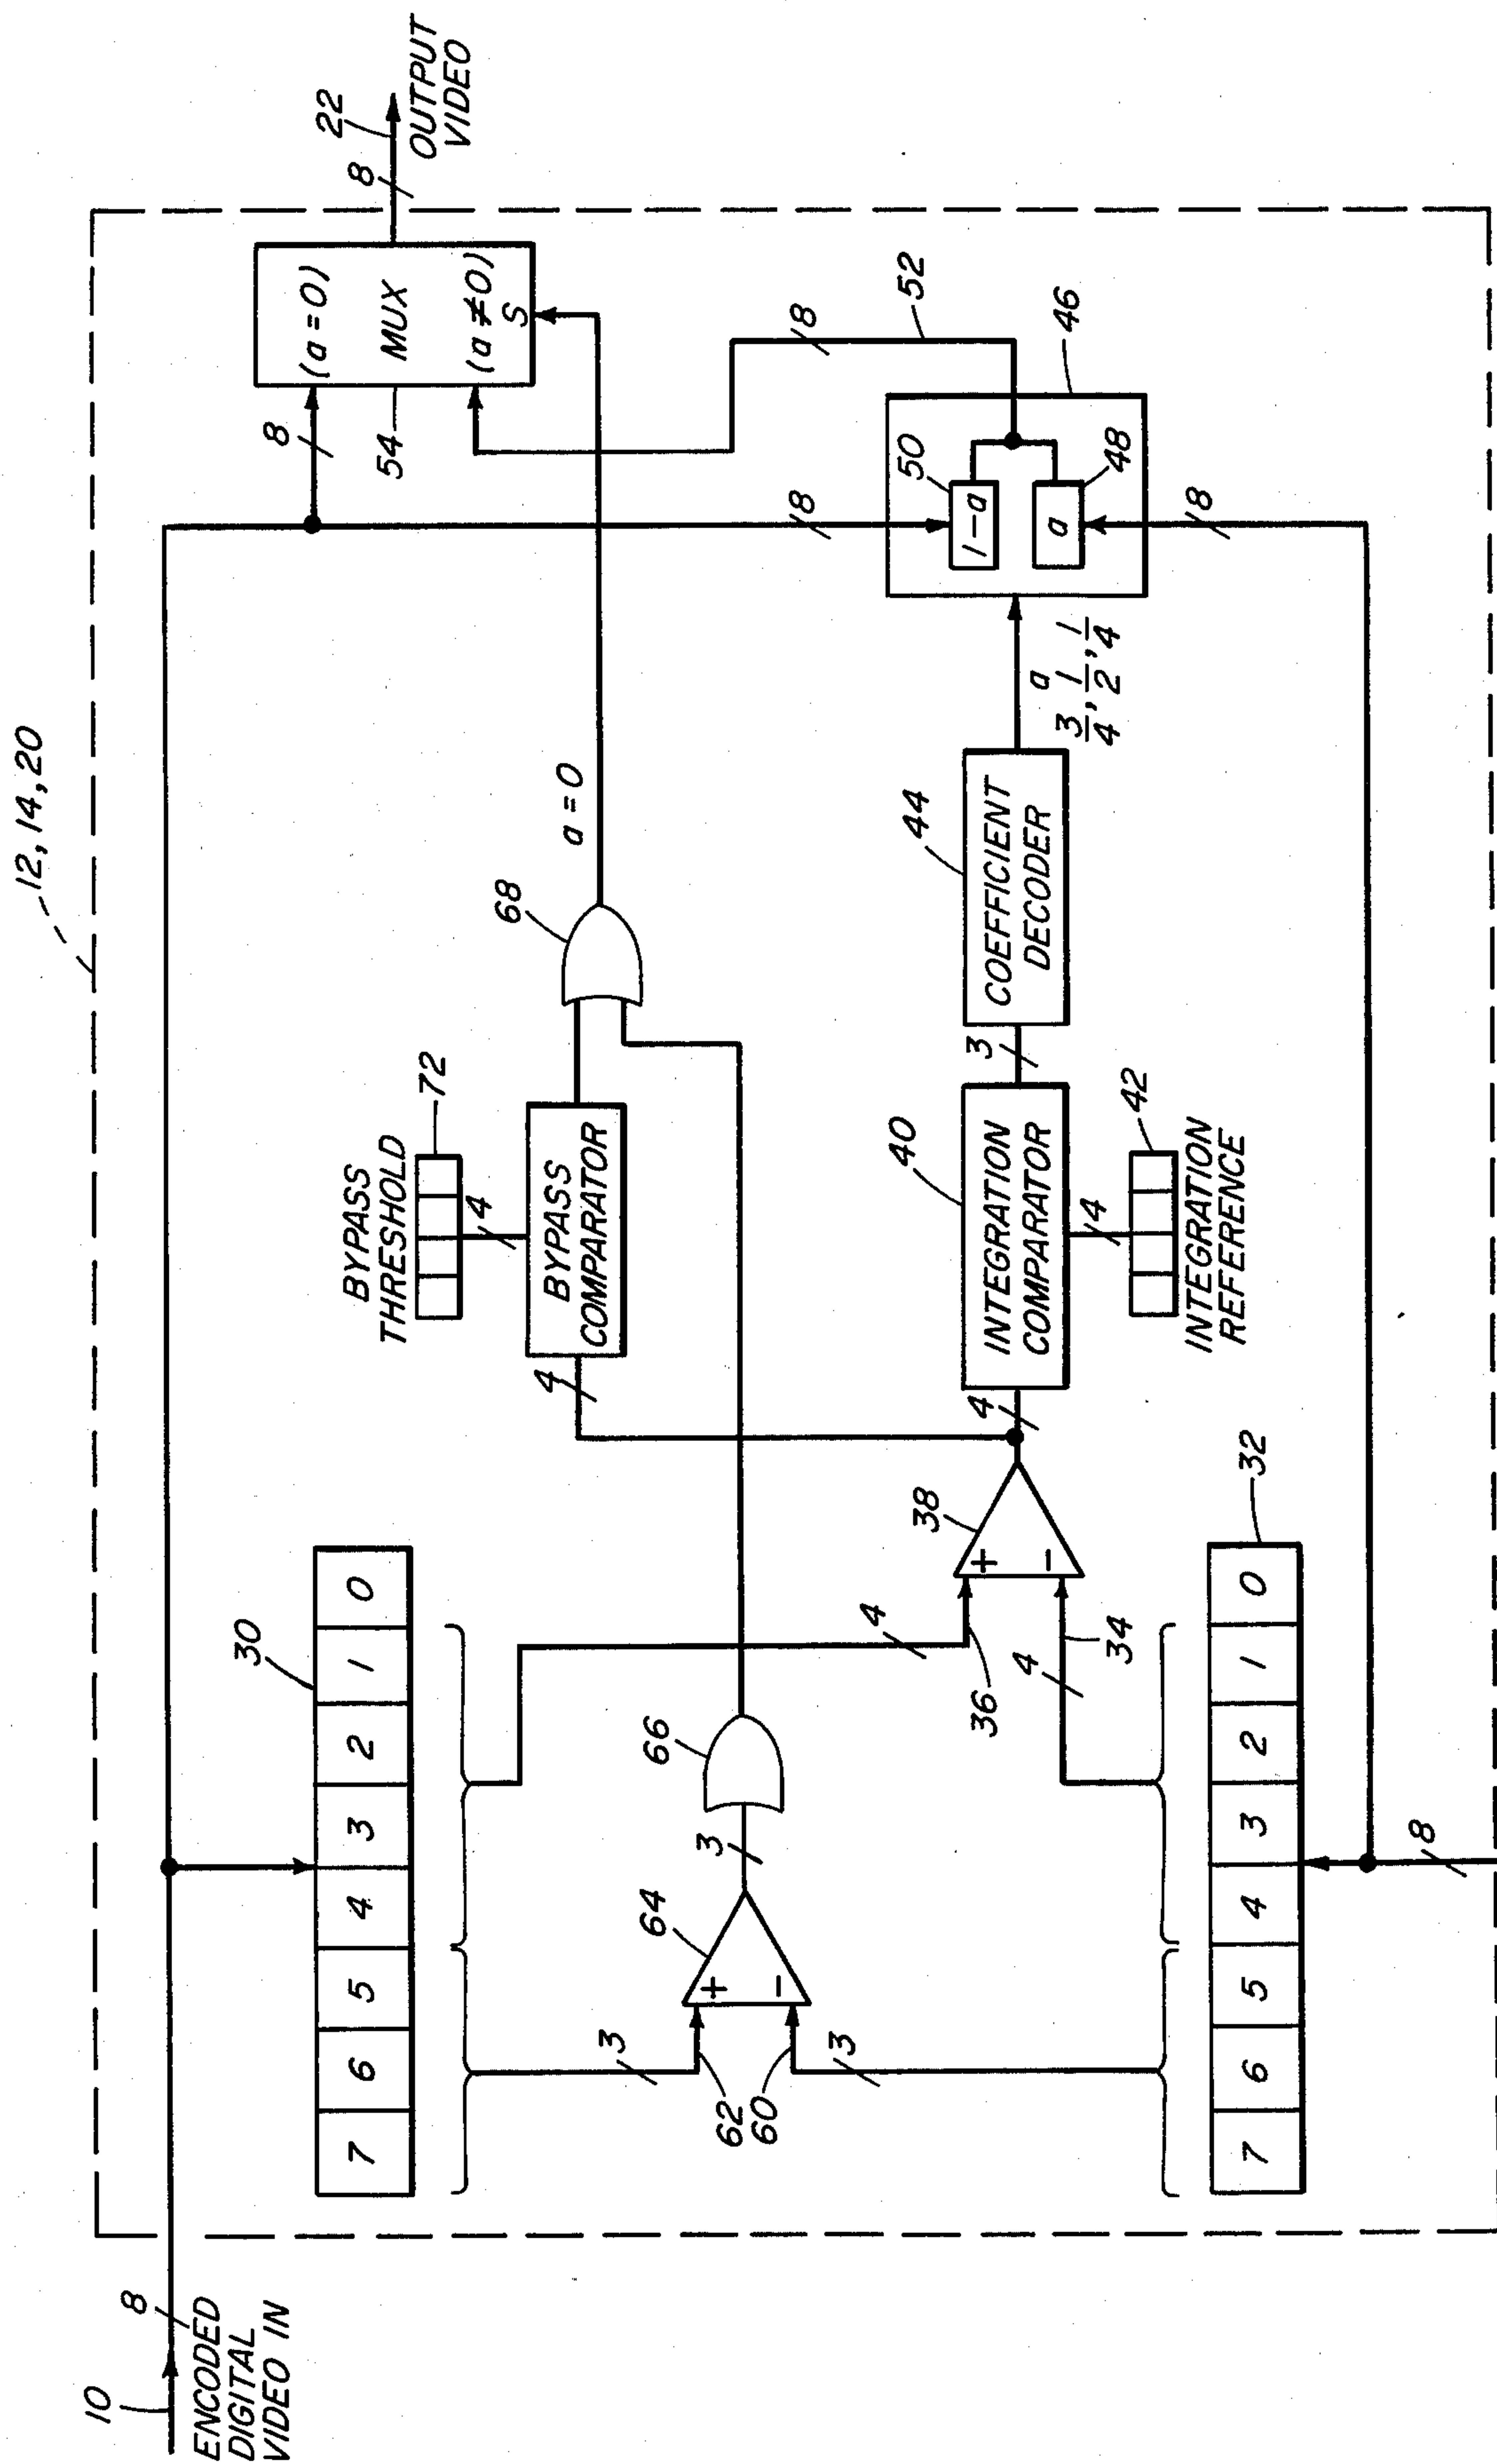 12, 14, 20
10
8
ENCODED
DIGITAL
VIDEO IN
30
7 6 5 4 3 2 1 0
8
(a = 0)
MUX
(a ≠ 0)
S
54
8
22
OUTPUT
VIDEO
BYPASS
THRESHOLD
72
4
4
BYPASS
COMPARATOR
68
a = 0
3
62
60
3
+
−
64
3
66
4
36
34
4
+
−
38
4
40
INTEGRATION
COMPARATOR
4
42
INTEGRATION
REFERENCE
3
44
COEFFICIENT
DECODER
a
3/4, 1/2, 1/4
8
50
1-a
a
48
8
46
52
8
32
7 6 5 4 3 2 1 0
8